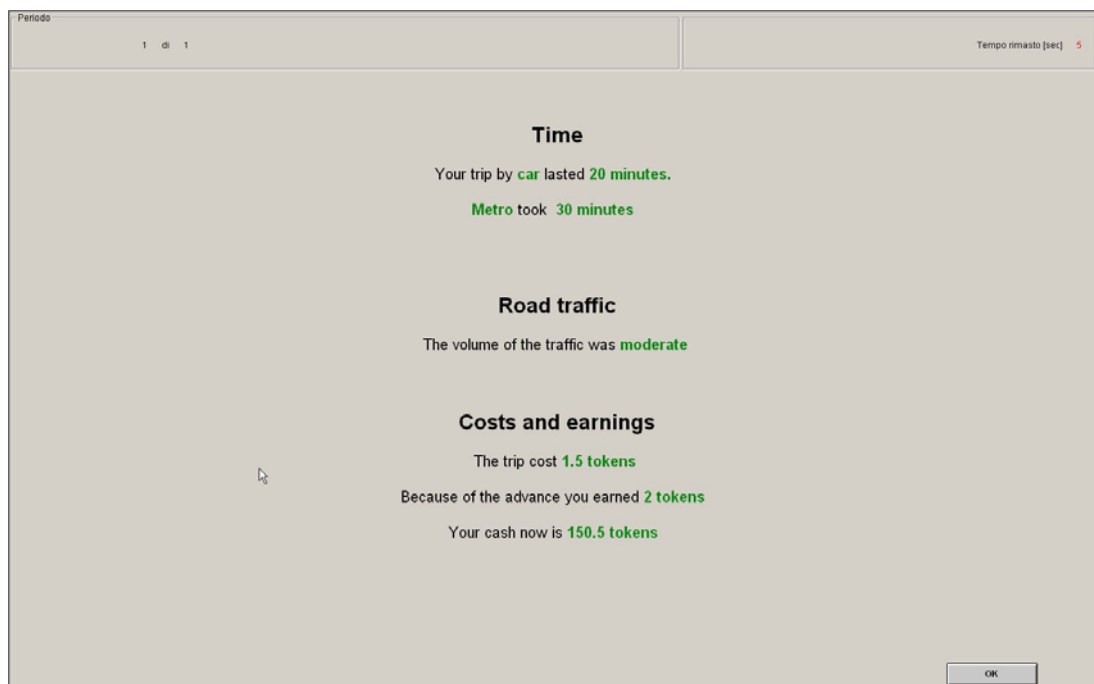 Periodo
1 di 1
Tempo rimasto [sec] 5
Time
Your trip by car lasted 20 minutes.
Metro took 30 minutes
Road traffic
The volume of the traffic was moderate
Costs and earnings
The trip cost 1.5 tokens
Because of the advance you earned 2 tokens
Your cash now is 150.5 tokens
OK